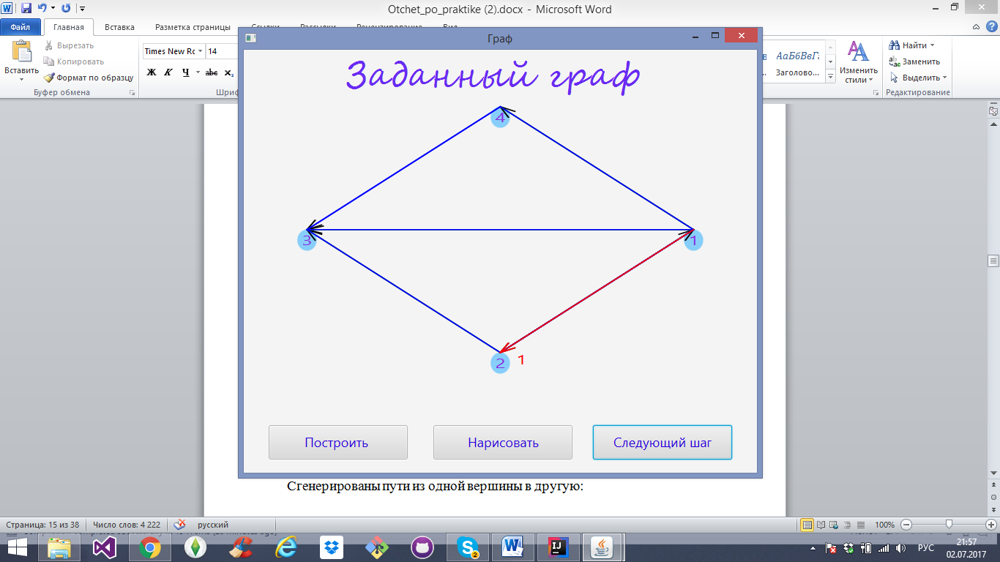 Otchet_po_praktike (2).docx - Microsoft Word
Файл Главная Вставка Разметка страницы
Вставить
Вырезать
Копировать
Формат по образцу
Буфер обмена
Times New Ro 14
Ж К Ч abc x₂
АаБбВвГ
Заголово...
Изменить стили
Найти
Заменить
Выделить
Редактирование
Граф
Заданный граф
4
3
1
2 1
Построить Нарисовать Следующий шаг
Сгенерированы пути из одной вершины в другую:
Страница: 15 из 38 Число слов: 4 222 русский 100%
РУС
21:57
02.07.2017